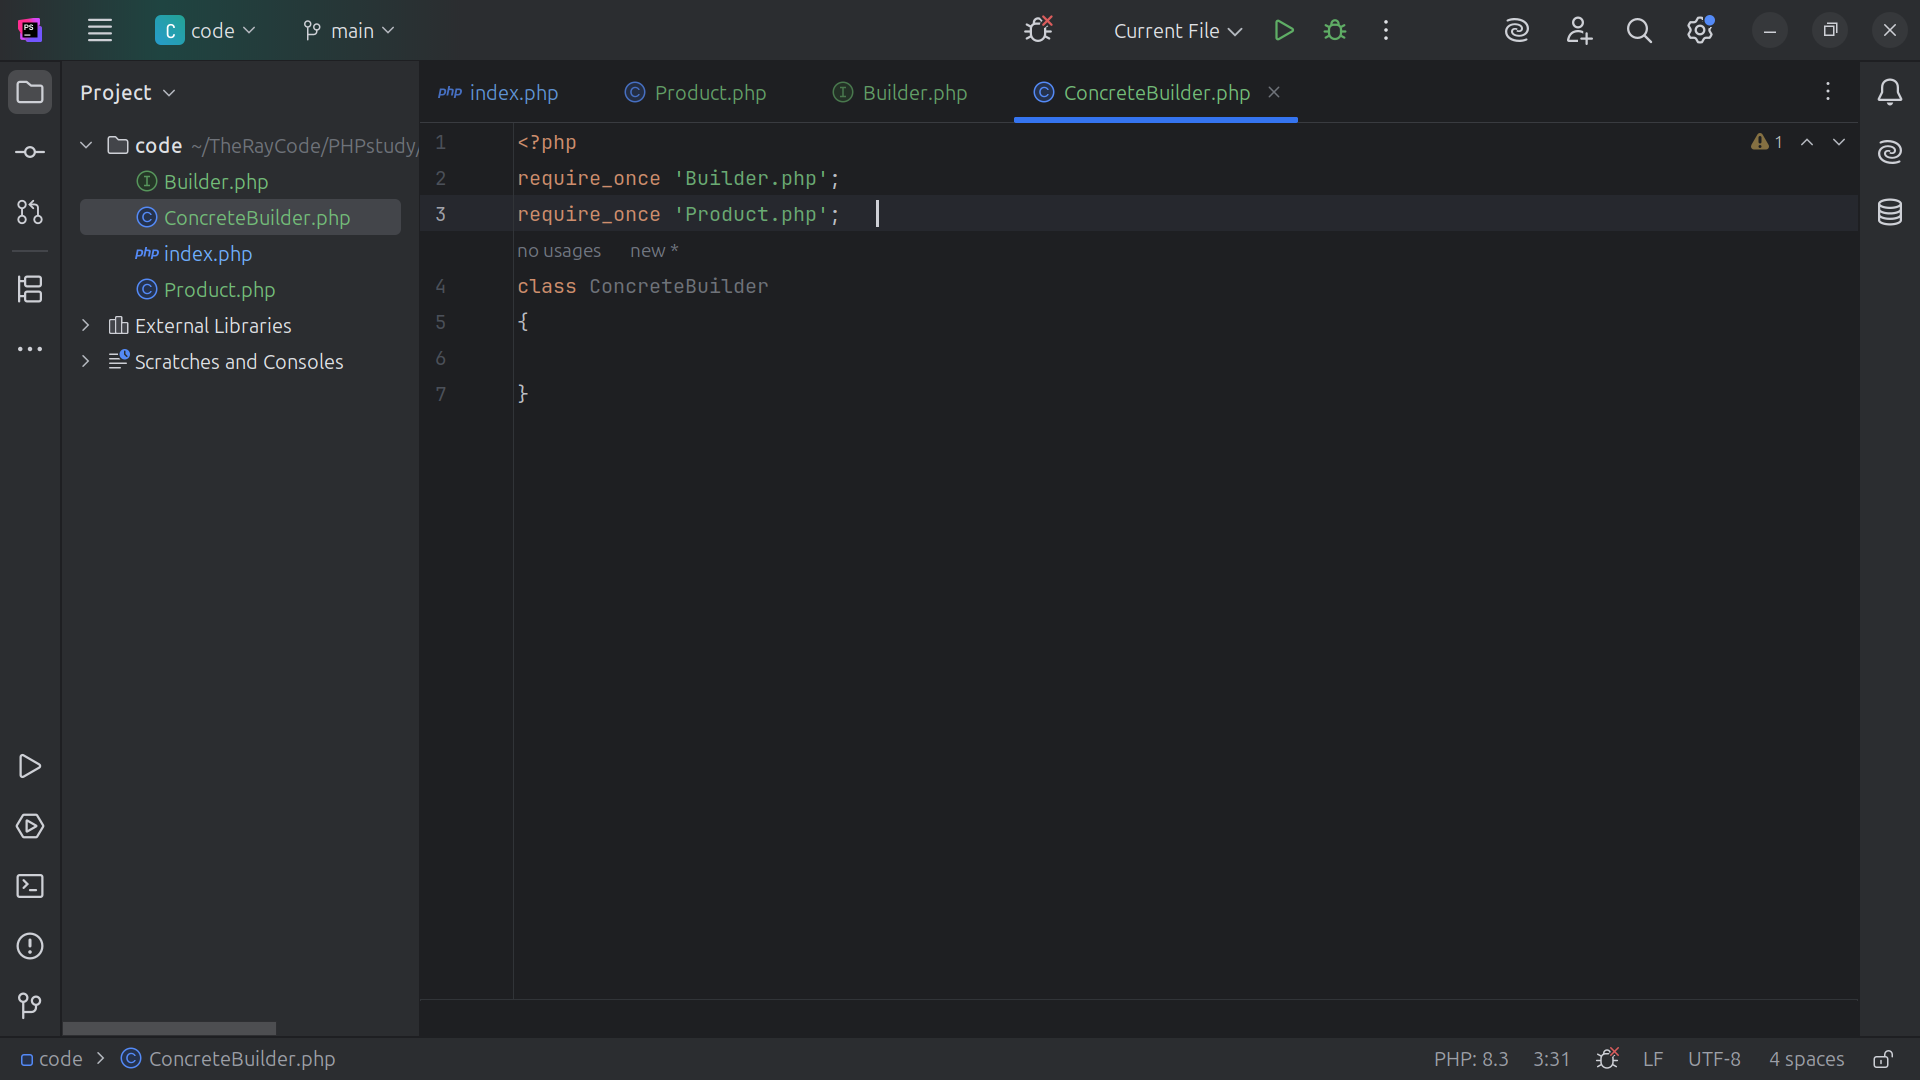 PS
C code main
Current File
Project
code ~/TheRayCode/PHPstudy/
Builder.php
ConcreteBuilder.php
php index.php
Product.php
External Libraries
Scratches and Consoles
php index.php
Product.php
Builder.php
ConcreteBuilder.php
1 <?php
2 require_once 'Builder.php';
3 require_once 'Product.php';
no usages new *
4 class ConcreteBuilder
5 {
6
7 }
1
code > ConcreteBuilder.php
PHP: 8.3 3:31 LF UTF-8 4 spaces